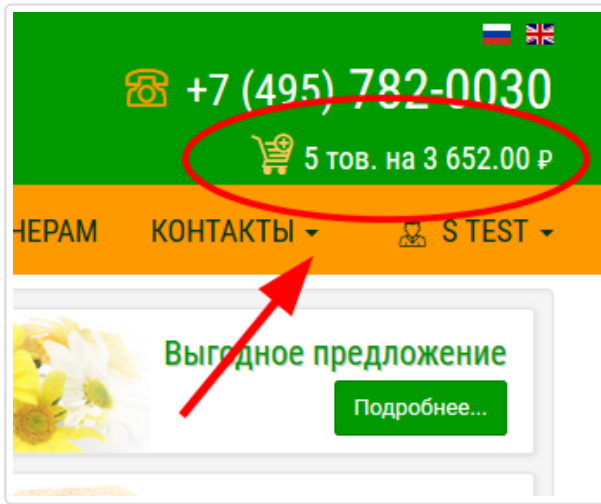 +7 (495) 782-0030
5 тов. на 3 652.00 ₽
НЕРАМ КОНТАКТЫ S TEST
Выгодное предложение
Подробнее...